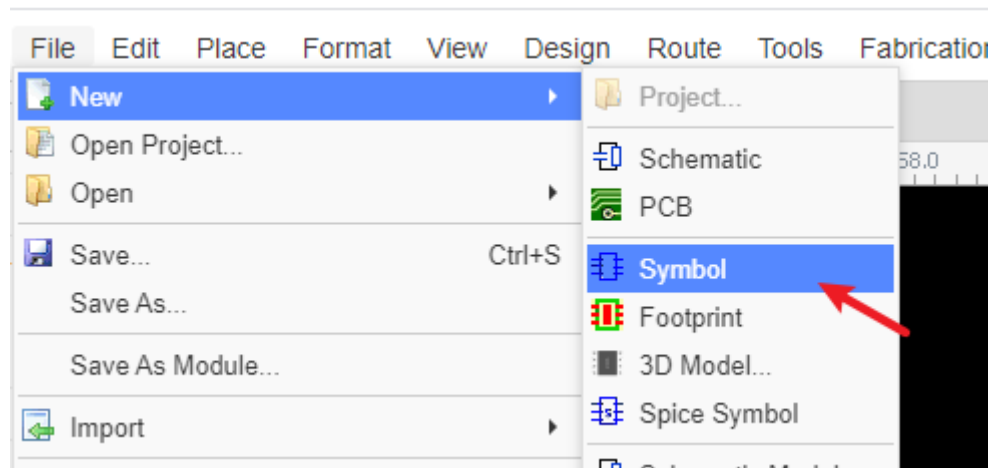 File Edit Place Format View Design Route Tools Fabrication
New
Project...
Open Project...
Schematic
58.0
Open
PCB
Save... Ctrl+S
Symbol
Save As...
Footprint
Save As Module...
3D Model...
Import
Spice Symbol